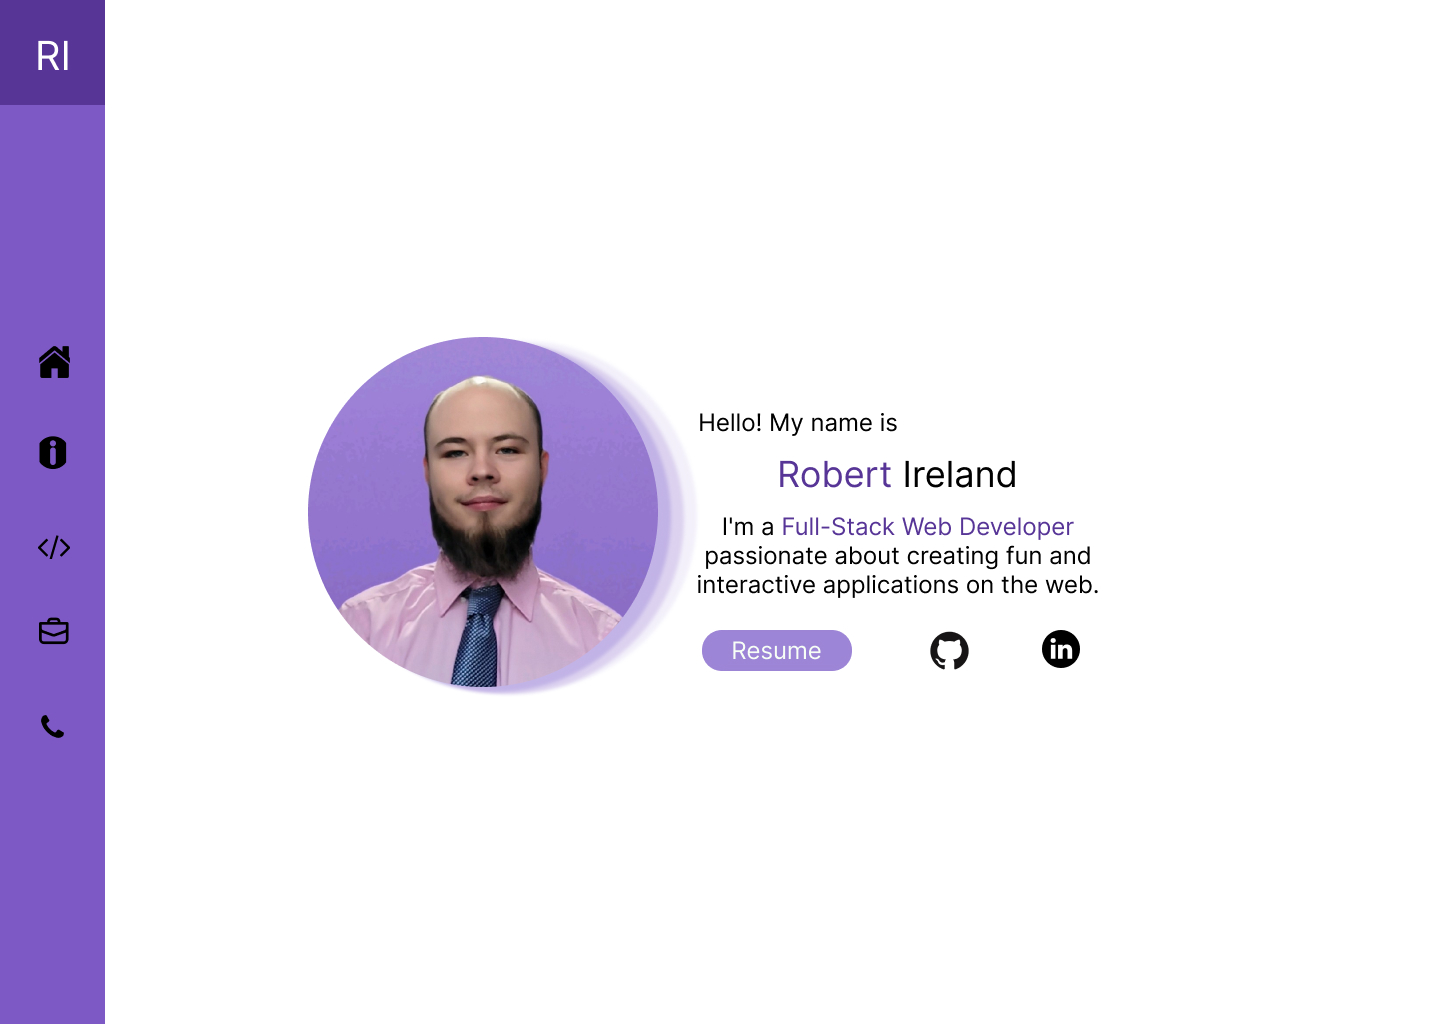 RI
Hello! My name is
Robert Ireland
I'm a Full-Stack Web Developer
passionate about creating fun and
interactive applications on the web.
Resume
in